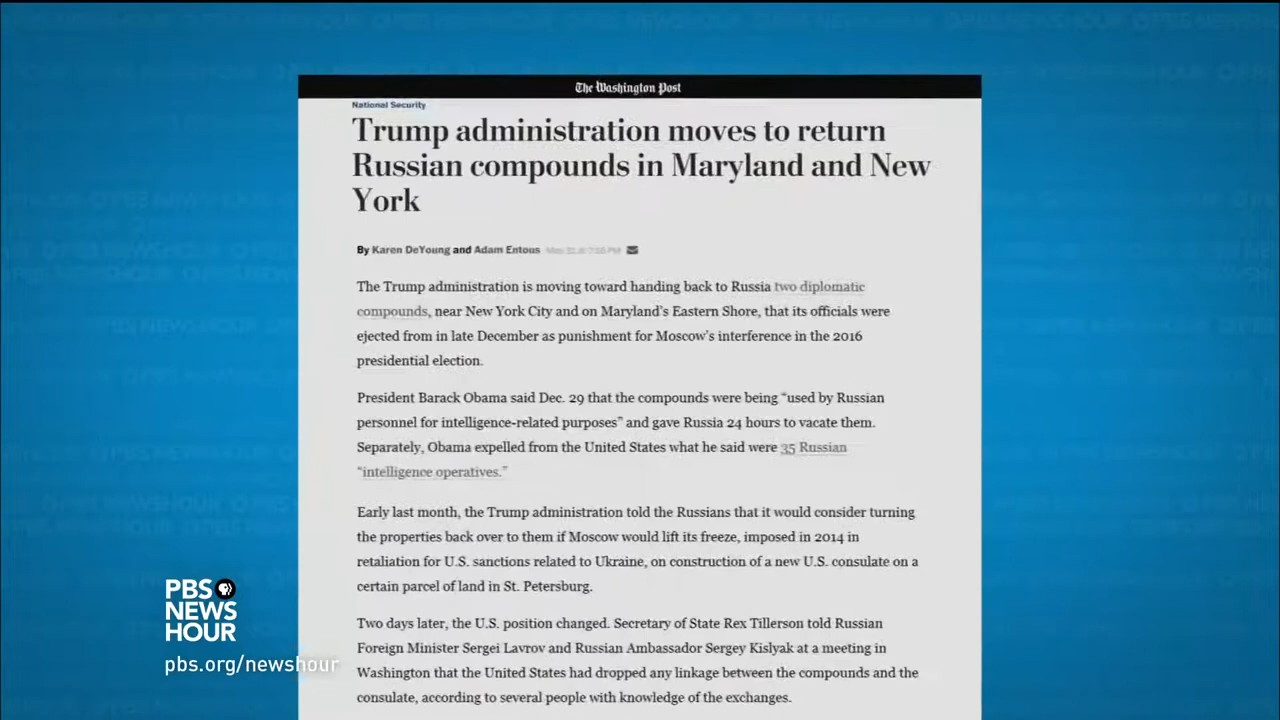 The Washington Post
National Security
Trump administration moves to return
Russian compounds in Maryland and New
York
By Karen DeYoung and Adam Entous
The Trump administration is moving toward handing back to Russia two diplomatic
compounds, near New York City and on Maryland's Eastern Shore, that its officials were
ejected from in late December as punishment for Moscow's interference in the 2016
presidential election.
President Barack Obama said Dec. 29 that the compounds were being “used by Russian
personnel for intelligence-related purposes” and gave Russia 24 hours to vacate them.
Separately, Obama expelled from the United States what he said were 35 Russian
“intelligence operatives.”
Early last month, the Trump administration told the Russians that it would consider turning
the properties back over to them if Moscow would lift its freeze, imposed in 2014 in
retaliation for U.S. sanctions related to Ukraine, on construction of a new U.S. consulate on a
certain parcel of land in St. Petersburg.
Two days later, the U.S. position changed. Secretary of State Rex Tillerson told Russian
Foreign Minister Sergei Lavrov and Russian Ambassador Sergey Kislyak at a meeting in
Washington that the United States had dropped any linkage between the compounds and the
consulate, according to several people with knowledge of the exchanges.
PBS
NEWS
HOUR
pbs.org/newshour